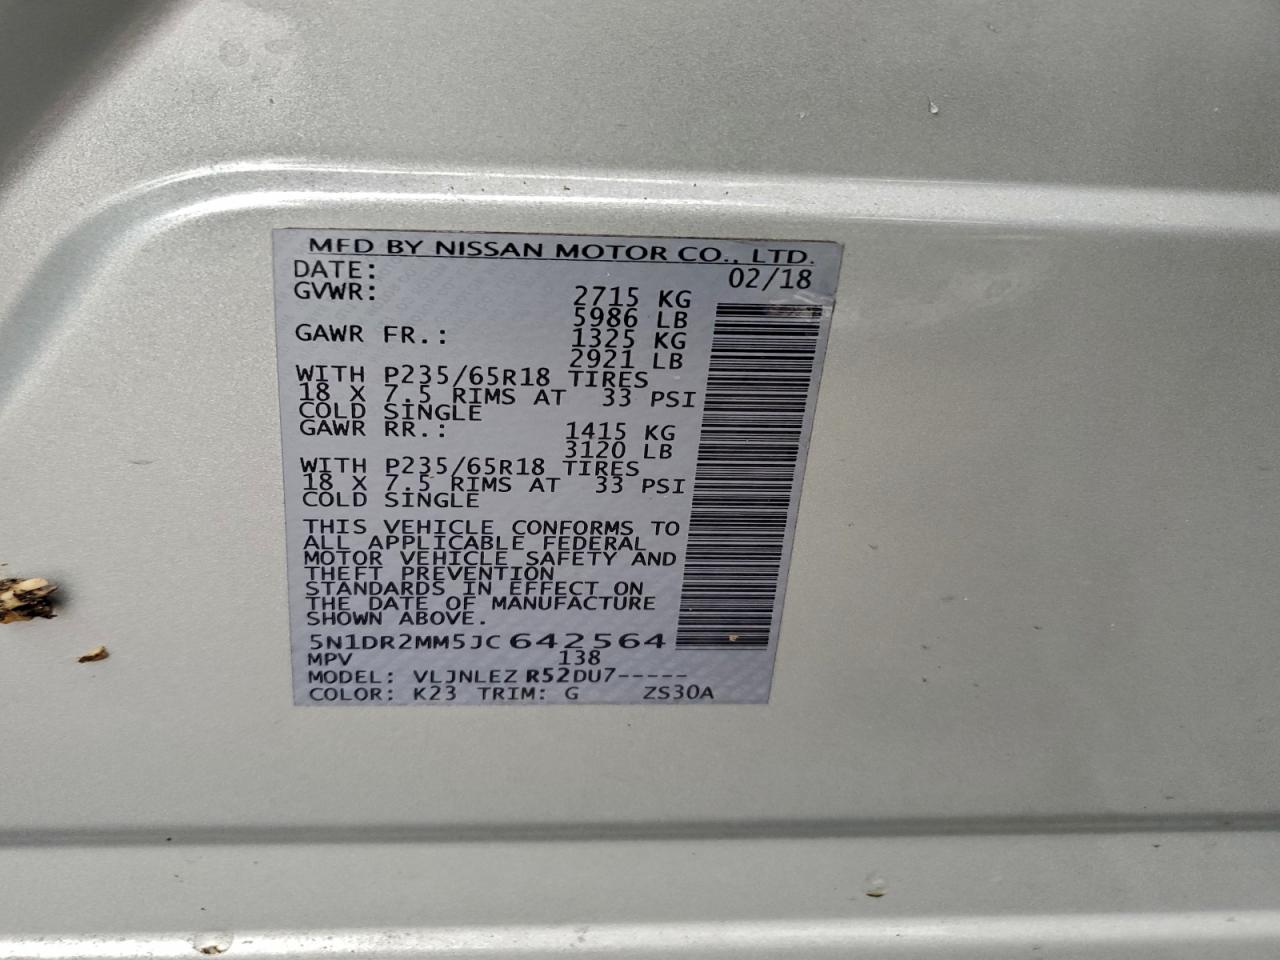 MFD BY NISSAN MOTOR CO., LTD.
DATE: 02/18
GVWR: 2715 KG
5986 LB
GAWR FR.: 1325 KG
2921 LB
WITH P235/65R18 TIRES
18 X 7.5 RIMS AT 33 PSI
COLD SINGLE
GAWR RR.: 1415 KG
3120 LB
WITH P235/65R18 TIRES
18 X 7.5 RIMS AT 33 PSI
COLD SINGLE
THIS VEHICLE CONFORMS TO
ALL APPLICABLE FEDERAL
MOTOR VEHICLE SAFETY AND
THEFT PREVENTION
STANDARDS IN EFFECT ON
THE DATE OF MANUFACTURE
SHOWN ABOVE.
5N1DR2MM5JC642564
MPV 138
MODEL: VLJNLEZ R52DU7-----
COLOR: K23 TRIM: G ZS30A